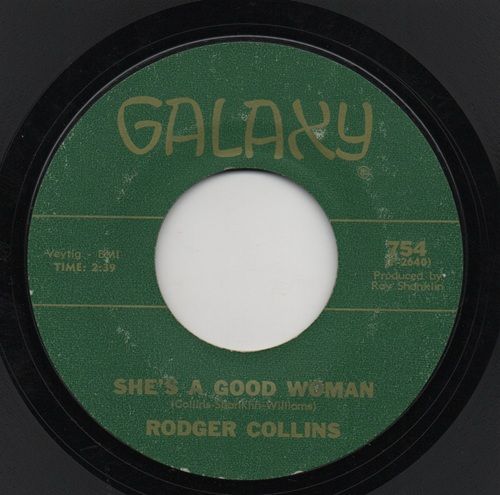 GALAXY
®
Veytig - BMI
TIME: 2:39
754
(F-2640)
Produced by
Ray Shanklin
SHE'S A GOOD WOMAN
(Collins-Shanklin-Williams)
RODGER COLLINS